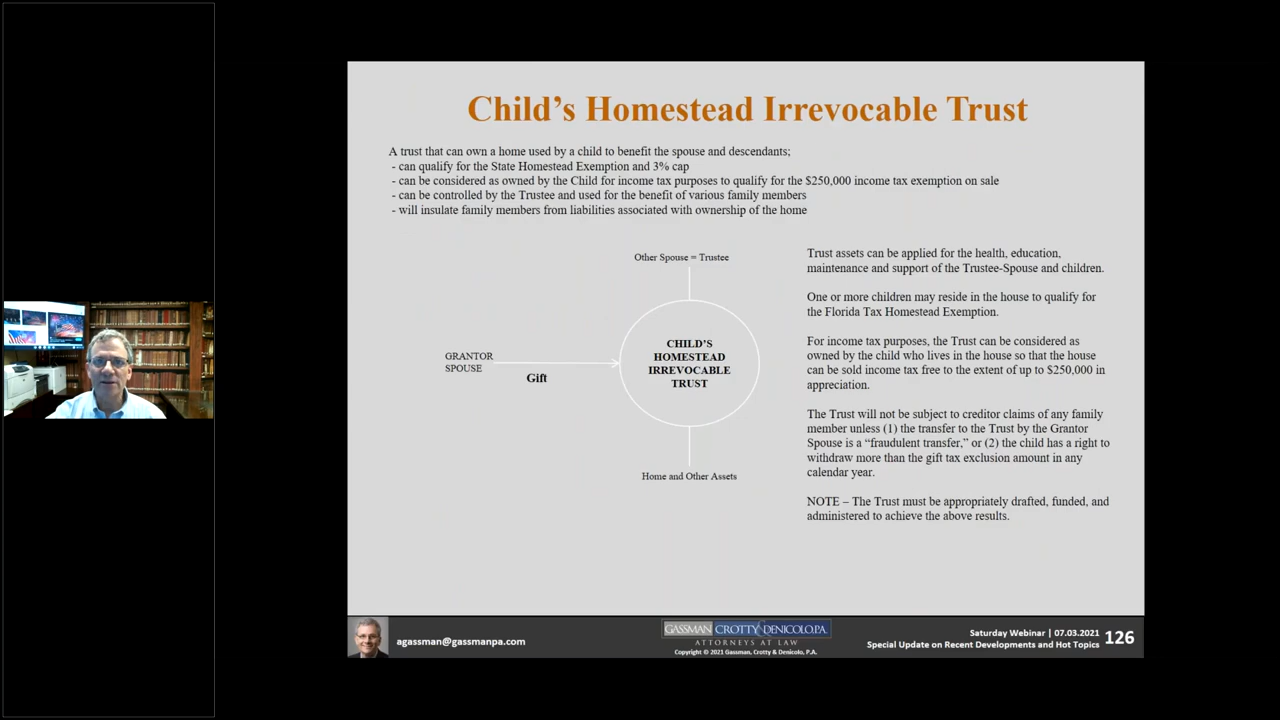 Child's Homestead Irrevocable Trust
A trust that can own a home used by a child to benefit the spouse and descendants;
- can qualify for the State Homestead Exemption and 3% cap
- can be considered as owned by the Child for income tax purposes to qualify for the $250,000 income tax exemption on sale
- can be controlled by the Trustee and used for the benefit of various family members
- will insulate family members from liabilities associated with ownership of the home
Other Spouse = Trustee
GRANTOR
SPOUSE
Gift
CHILD'S
HOMESTEAD
IRREVOCABLE
TRUST
Home and Other Assets
Trust assets can be applied for the health, education,
maintenance and support of the Trustee-Spouse and children.
One or more children may reside in the house to qualify for
the Florida Tax Homestead Exemption.
For income tax purposes, the Trust can be considered as
owned by the child who lives in the house so that the house
can be sold income tax free to the extent of up to $250,000 in
appreciation.
The Trust will not be subject to creditor claims of any family
member unless (1) the transfer to the Trust by the Grantor
Spouse is a “fraudulent transfer,” or (2) the child has a right to
withdraw more than the gift tax exclusion amount in any
calendar year.
NOTE – The Trust must be appropriately drafted, funded, and
administered to achieve the above results.
agassman@gassmanpa.com
GASSMAN CROTTY DENICOLO, P.A.
ATTORNEYS AT LAW
Copyright © 2021 Gassman, Crotty & Denicolo, P.A.
Saturday Webinar | 07.03.2021
Special Update on Recent Developments and Hot Topics
126